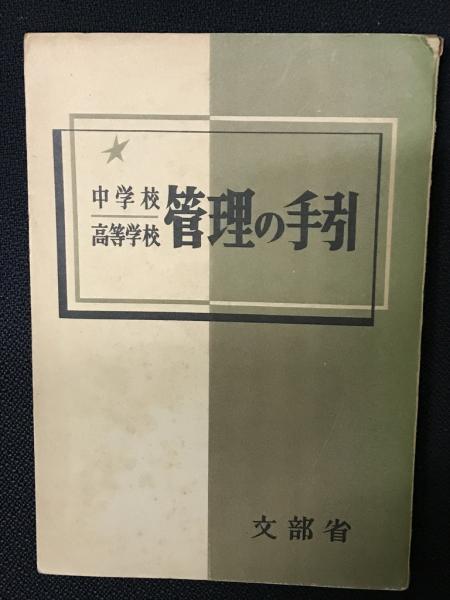 中学校
高等学校
管理の手引
文部省